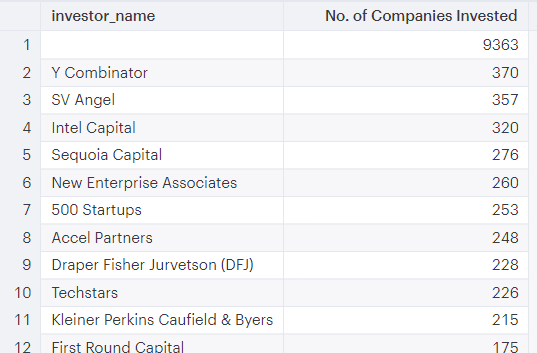 investor_name No. of Companies Invested
1 9363
2 Y Combinator 370
3 SV Angel 357
4 Intel Capital 320
5 Sequoia Capital 276
6 New Enterprise Associates 260
7 500 Startups 253
8 Accel Partners 248
9 Draper Fisher Jurvetson (DFJ) 228
10 Techstars 226
11 Kleiner Perkins Caufield & Byers 215
12 First Round Capital 175